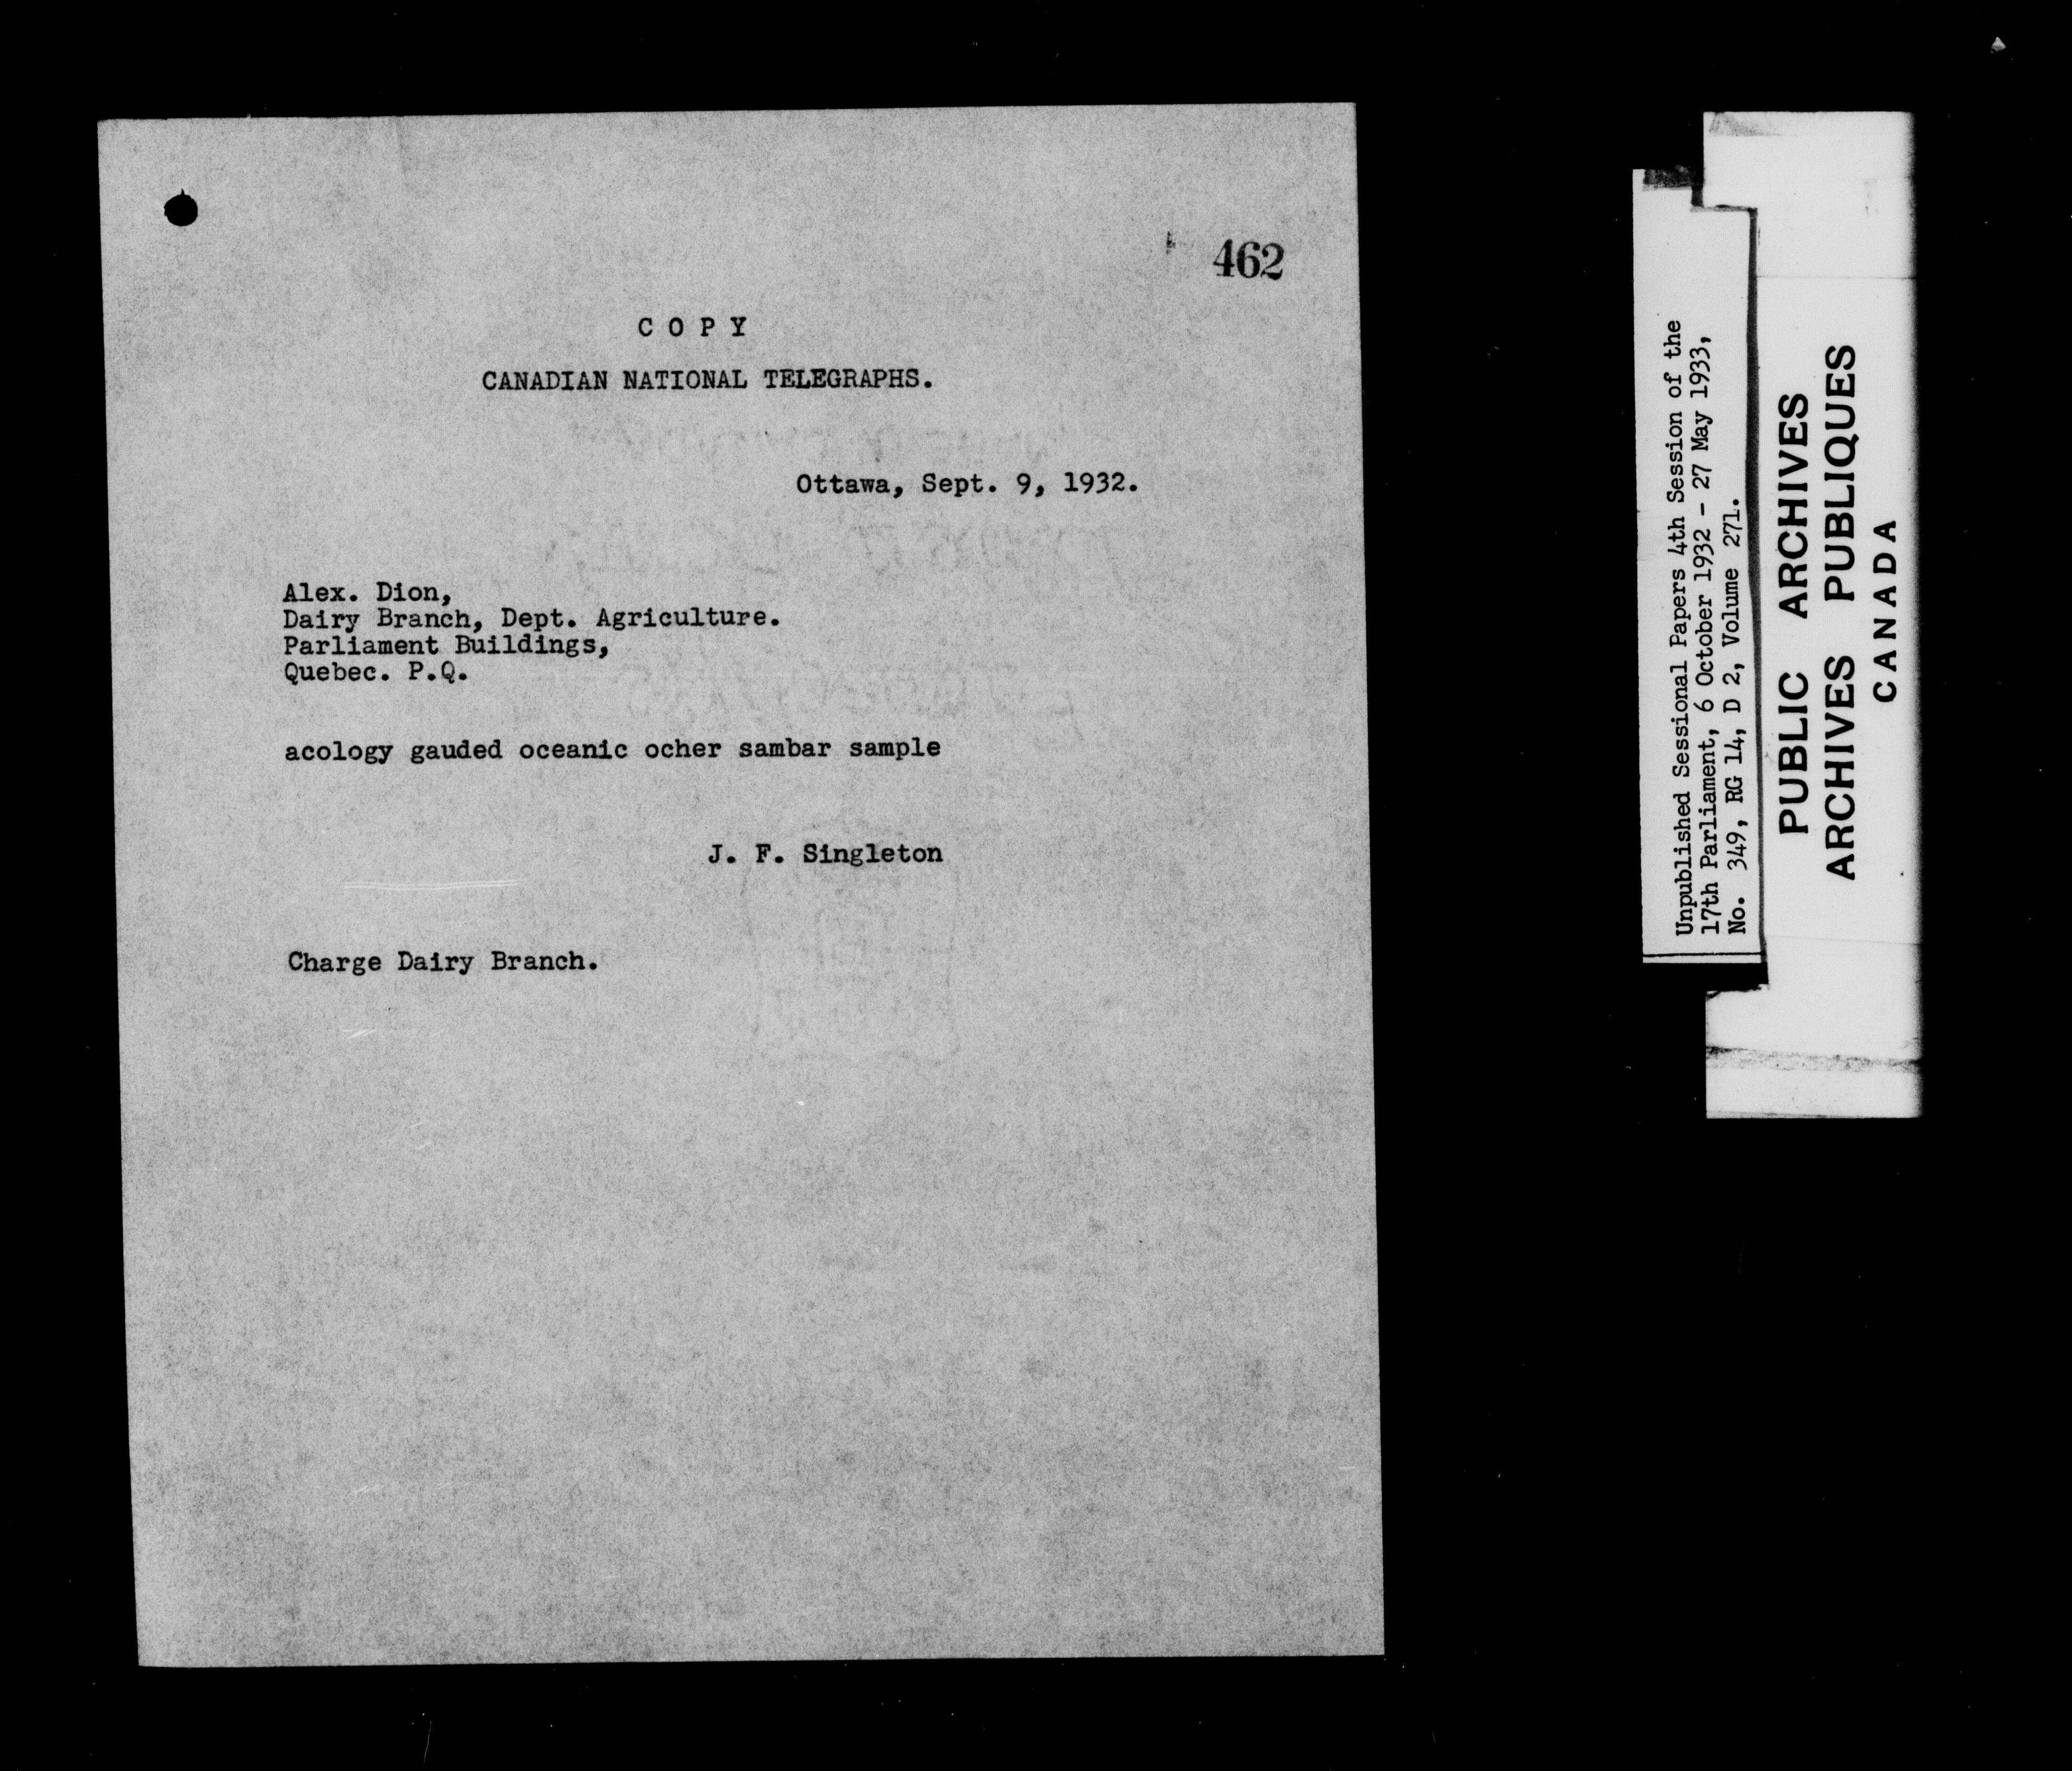 462
C O P Y
CANADIAN NATIONAL TELEGRAPHS.
Ottawa, Sept. 9, 1932.
Alex. Dion,
Dairy Branch, Dept. Agriculture.
Parliament Buildings,
Quebec. P.Q.
acology gauded oceanic ocher sambar sample
J. F. Singleton
Charge Dairy Branch.
Unpublished Sessional Papers 4th Session of the
17th Parliament, 6 October 1932 - 27 May 1933,
No. 349, RG 14, D 2, Volume 271.
PUBLIC ARCHIVES
ARCHIVES PUBLIQUES
CANADA